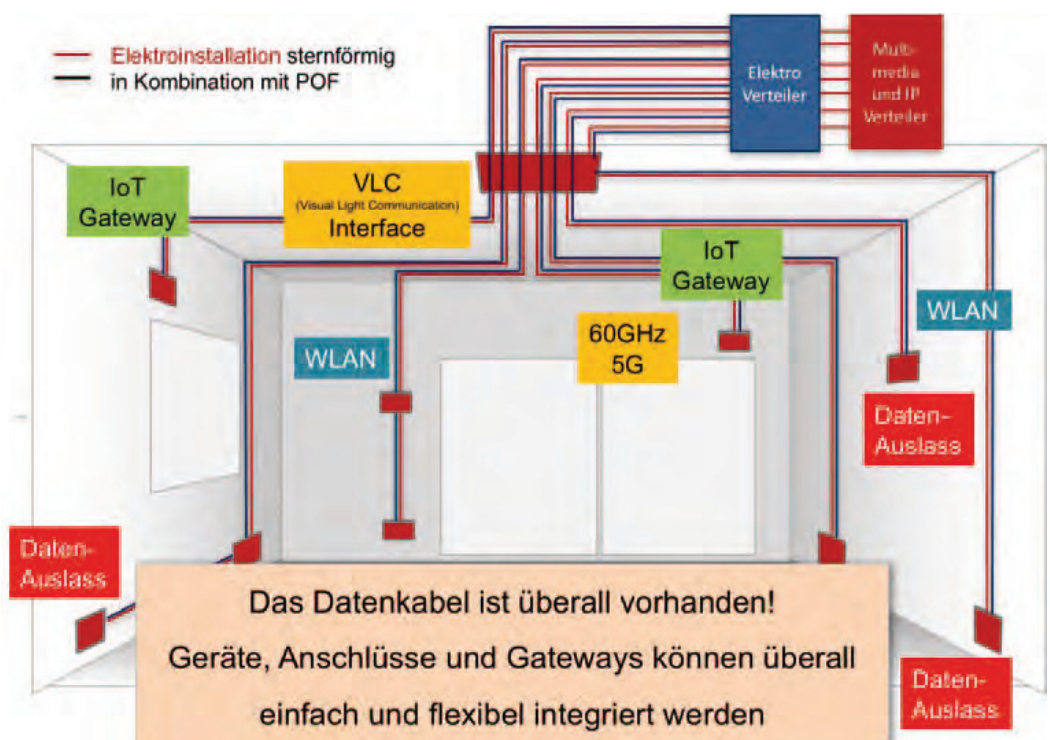 Elektroinstallation sternförmig
in Kombination mit POF
Elektro
Verteiler
Multi-
media
und IP
Verteiler
IoT
Gateway
VLC
(Visual Light Communication)
Interface
IoT
Gateway
WLAN
WLAN
60GHz
5G
Daten-
Auslass
Daten-
Auslass
Daten-
Auslass
Das Datenkabel ist überall vorhanden!
Geräte, Anschlüsse und Gateways können überall
einfach und flexibel integriert werden